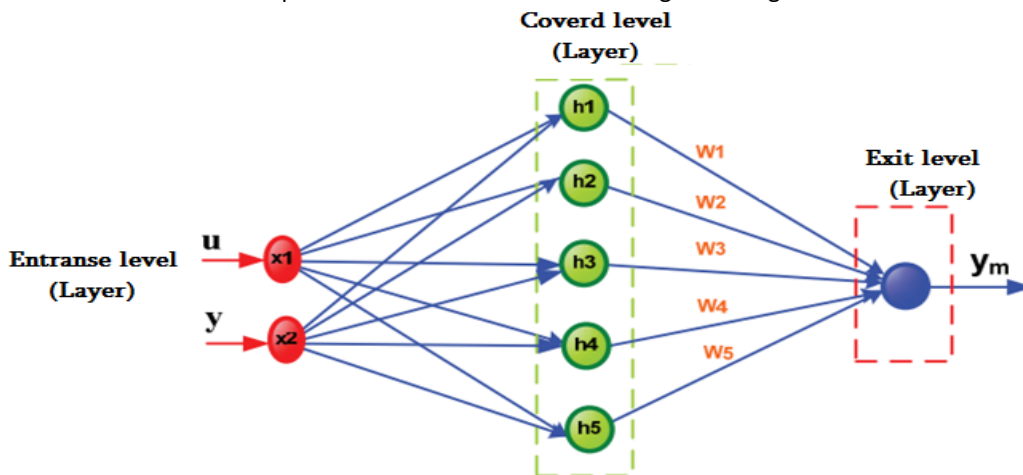 Coverd level
(Layer)
h1
W1
Exit level
(Layer)
h2
W2
u
x1
h3
W3
Entranse level
(Layer)
ym
y
x2
h4
W4
W5
h5